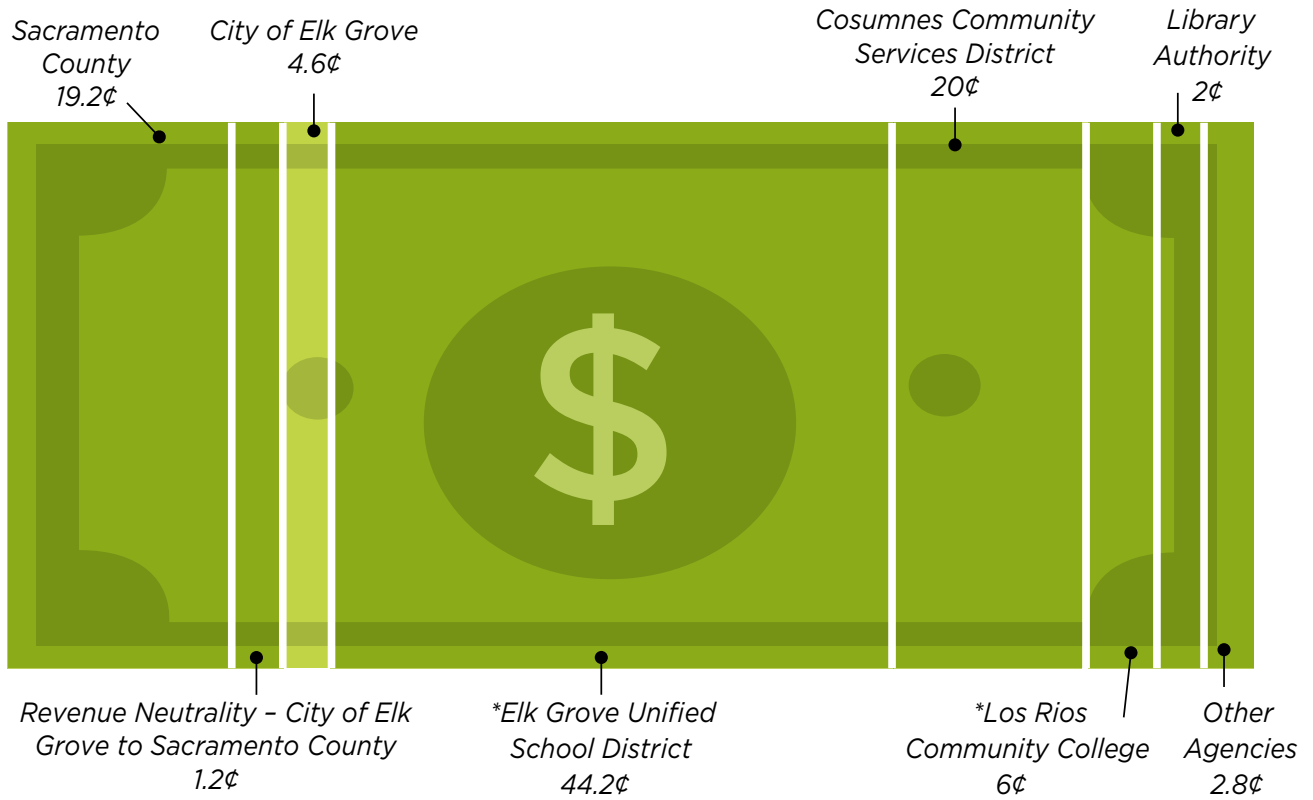 Sacramento
County
19.2¢
City of Elk Grove
4.6¢
Cosumnes Community
Services District
20¢
Library
Authority
2¢
$
Revenue Neutrality – City of Elk
Grove to Sacramento County
1.2¢
*Elk Grove Unified
School District
44.2¢
*Los Rios
Community College
6¢
Other
Agencies
2.8¢